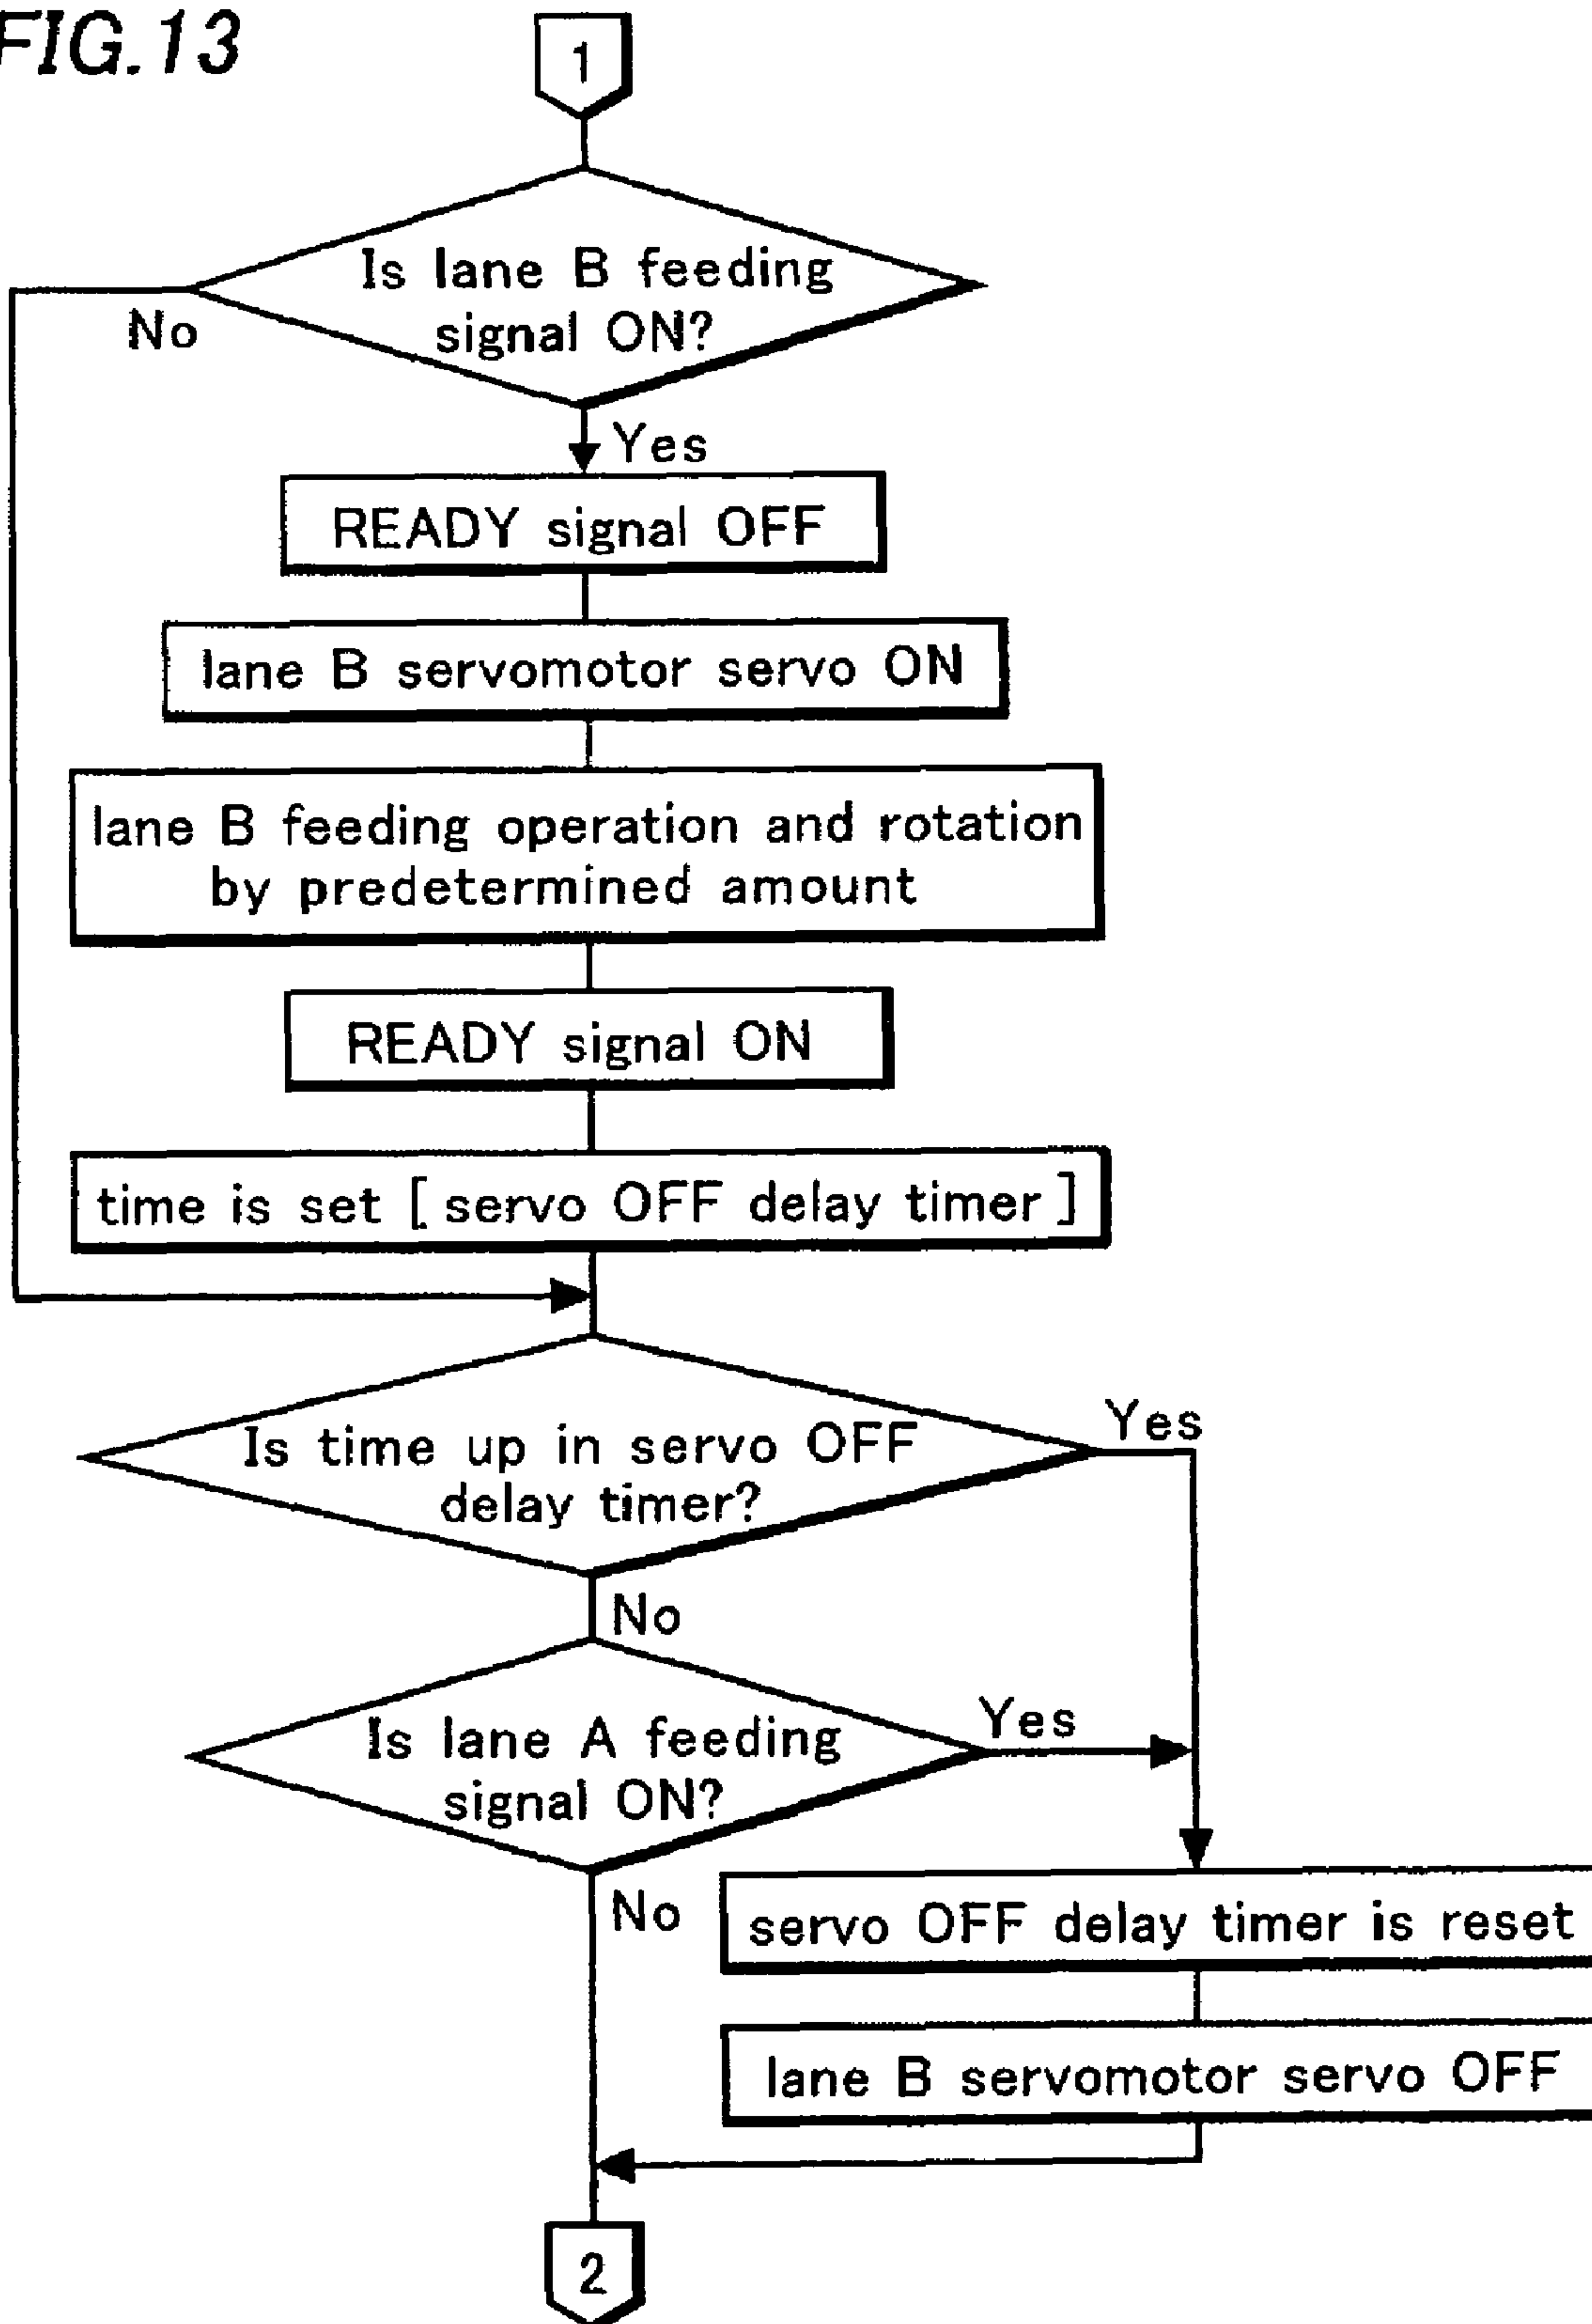 FIG.13
1
Is lane B feeding
signal ON?
No
Yes
READY signal OFF
lane B servomotor servo ON
lane B feeding operation and rotation
by predetermined amount
READY signal ON
time is set [ servo OFF delay timer ]
Is time up in servo OFF
delay timer?
Yes
No
Is lane A feeding
signal ON?
Yes
No
servo OFF delay timer is reset
lane B servomotor servo OFF
2